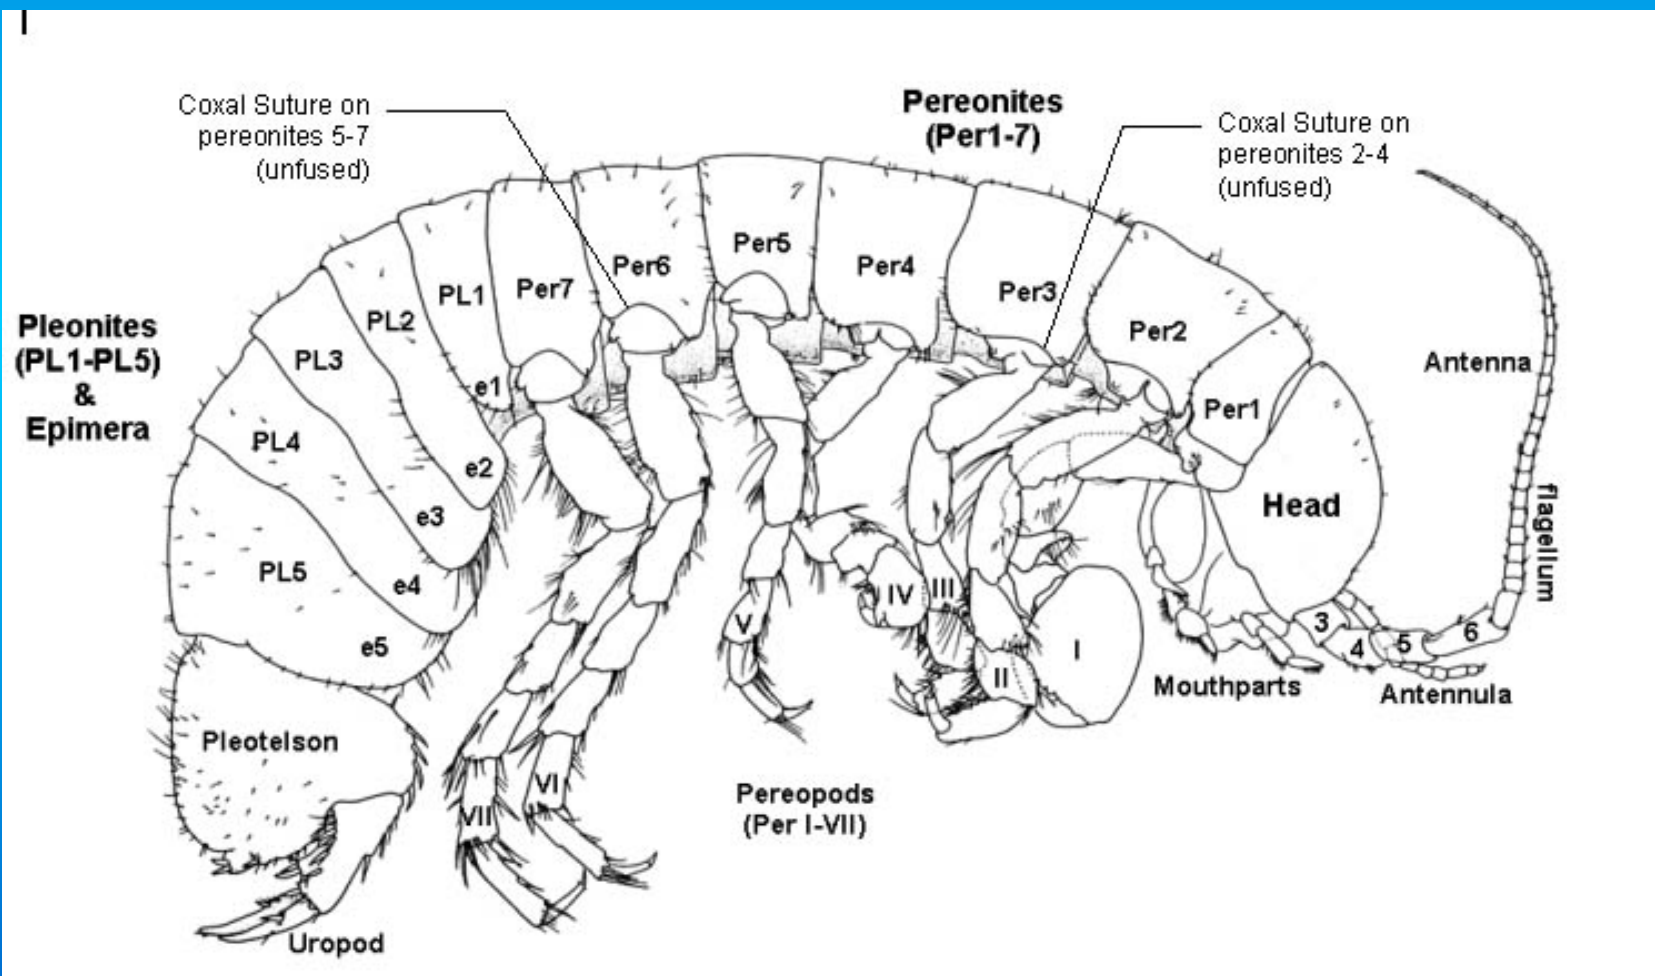 Coxal Suture on
pereonites 5-7
(unfused)
Pereonites
(Per1-7)
Coxal Suture on
pereonites 2-4
(unfused)
Pleonites
(PL1-PL5)
&
Epimera
PL1
PL2
PL3
PL4
PL5
e1
e2
e3
e4
e5
Per7
Per6
Per5
Per4
Per3
Per2
Per1
Head
Antenna
flagellum
3
4
5
6
Antennula
Mouthparts
I
II
III
IV
V
VI
VII
Pereopods
(Per I-VII)
Pleotelson
Uropod